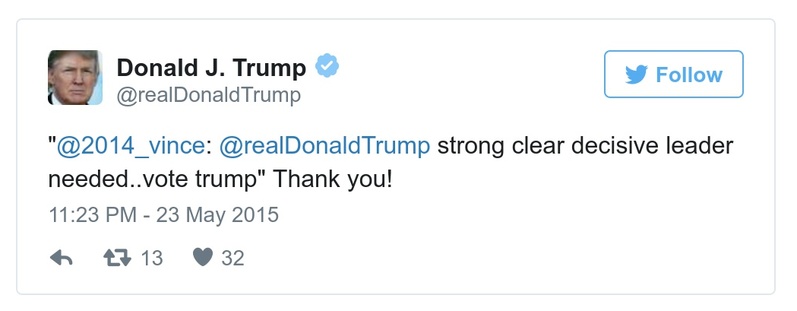 Donald J. Trump
@realDonaldTrump
Follow
"@2014_vince: @realDonaldTrump strong clear decisive leader
needed..vote trump" Thank you!
11:23 PM - 23 May 2015
13 32